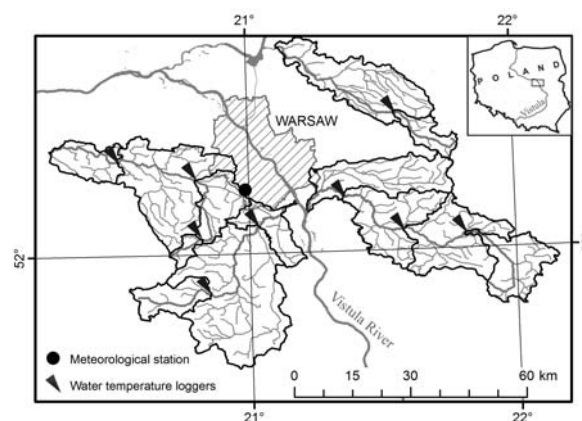 21°
22°
POLAND
Vistula
WARSAW
52°
52°
Vistula River
Meteorological station
Water temperature loggers
0 15 30 60 km
21°
22°